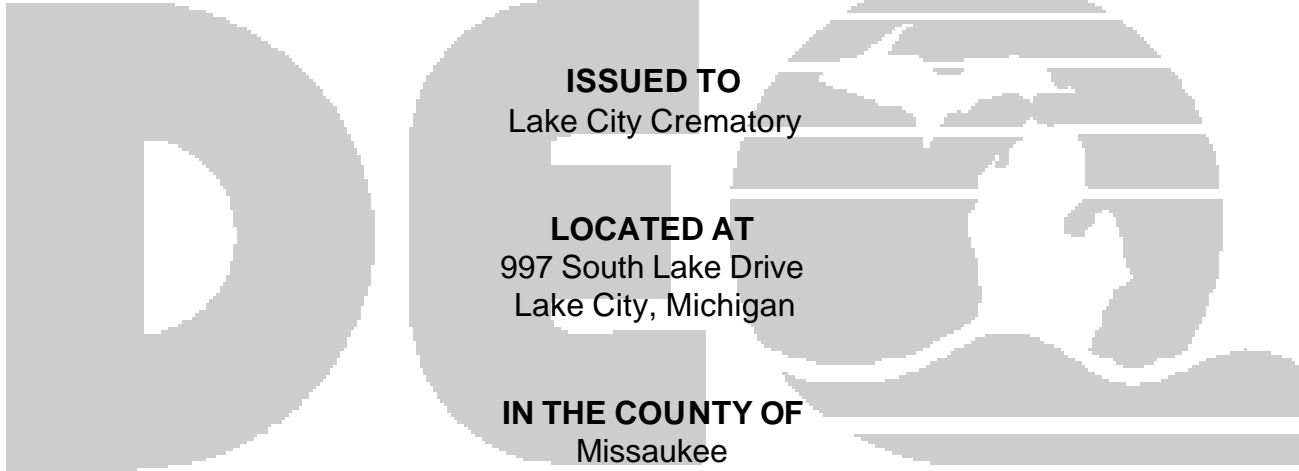 DEQ
ISSUED TO
Lake City Crematory
LOCATED AT
997 South Lake Drive
Lake City, Michigan
IN THE COUNTY OF
Missaukee